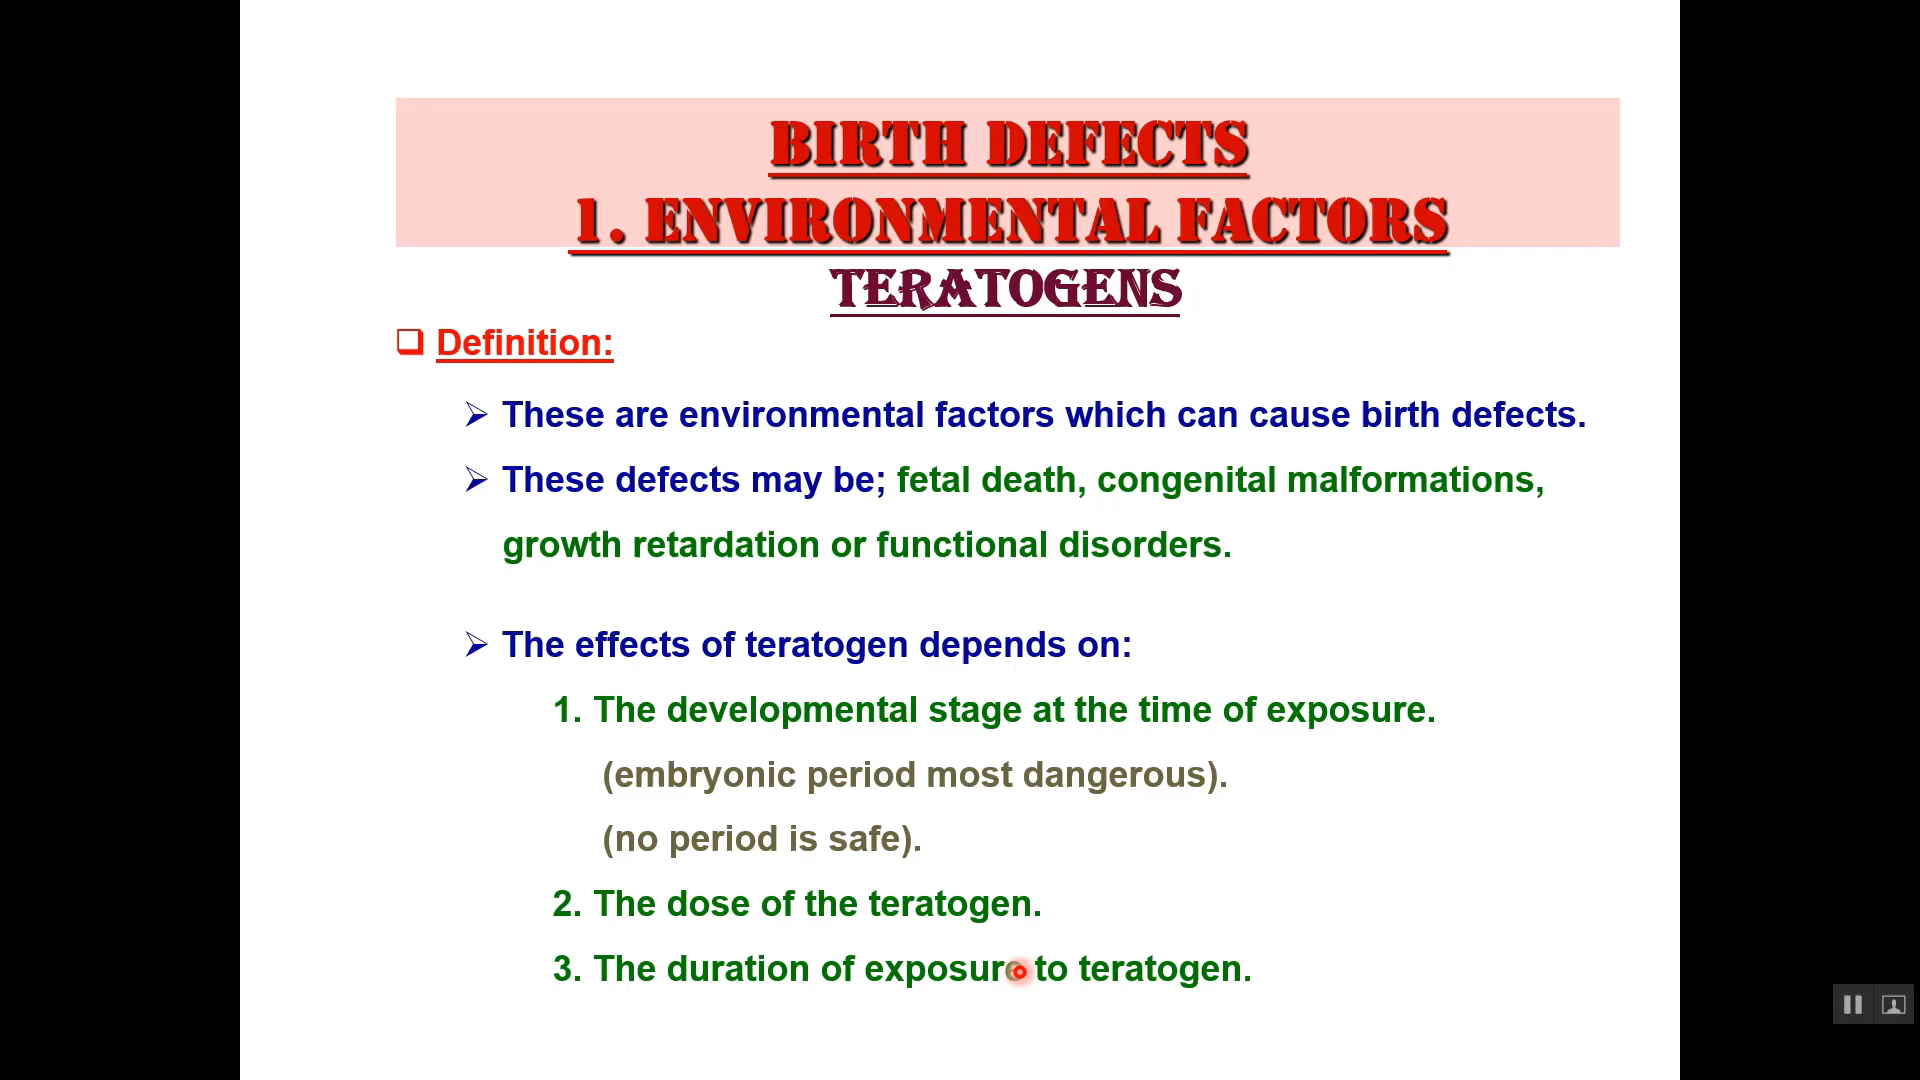 BIRTH DEFECTS
1. ENVIRONMENTAL FACTORS
TERATOGENS
Definition:
These are environmental factors which can cause birth defects.
These defects may be; fetal death, congenital malformations,
growth retardation or functional disorders.
The effects of teratogen depends on:
1. The developmental stage at the time of exposure.
(embryonic period most dangerous).
(no period is safe).
2. The dose of the teratogen.
3. The duration of exposure to teratogen.